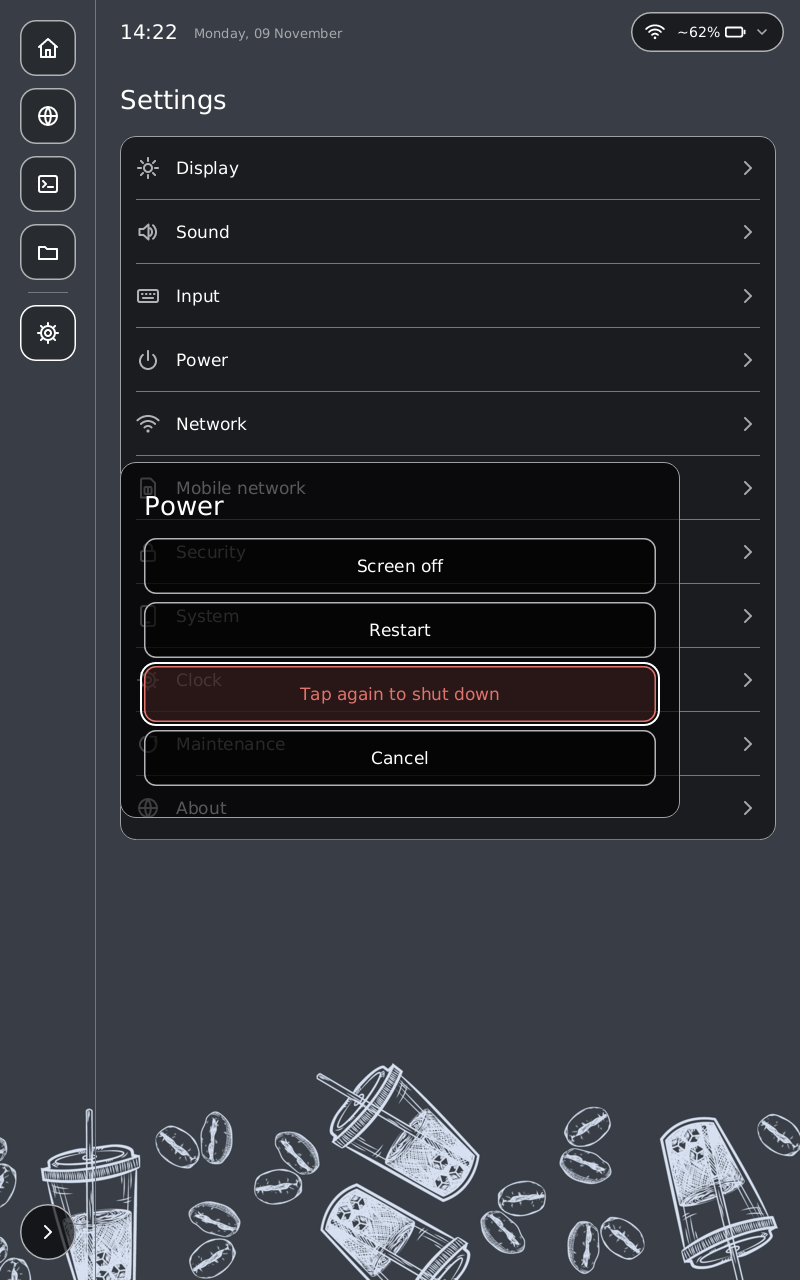 14:22 Monday, 09 November ~62%
Settings
Display
Sound
Input
Power
Network
Mobile network
Power
Security
Screen off
System
Restart
Clock
Tap again to shut down
Maintenance
Cancel
About